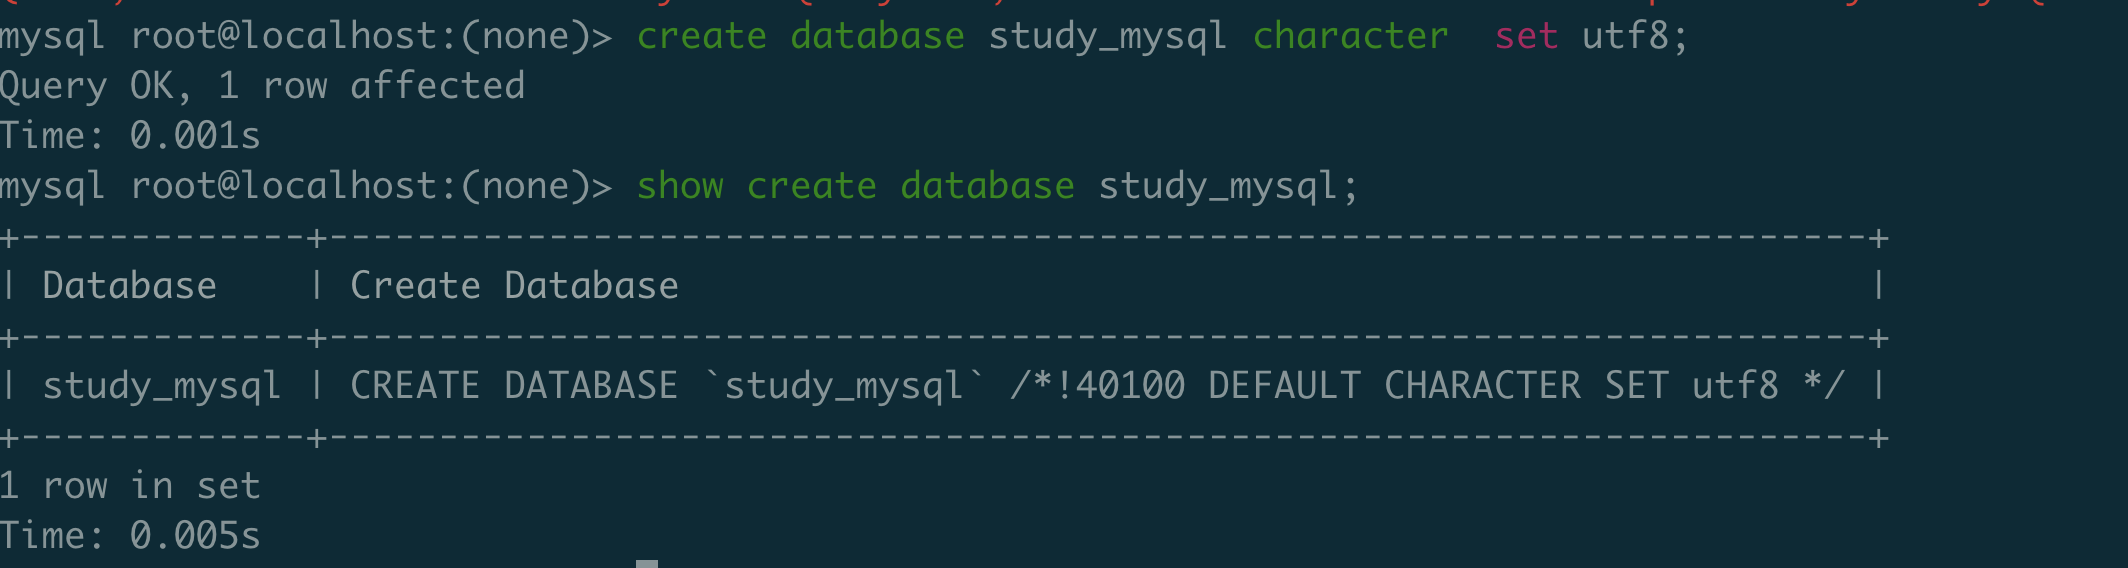 mysql root@localhost:(none)> create database study_mysql character  set utf8;
Query OK, 1 row affected
Time: 0.001s
mysql root@localhost:(none)> show create database study_mysql;
+-------------+----------------------------------------------------------------------+
| Database    | Create Database                                                      |
+-------------+----------------------------------------------------------------------+
| study_mysql | CREATE DATABASE `study_mysql` /*!40100 DEFAULT CHARACTER SET utf8 */ |
+-------------+----------------------------------------------------------------------+
1 row in set
Time: 0.005s